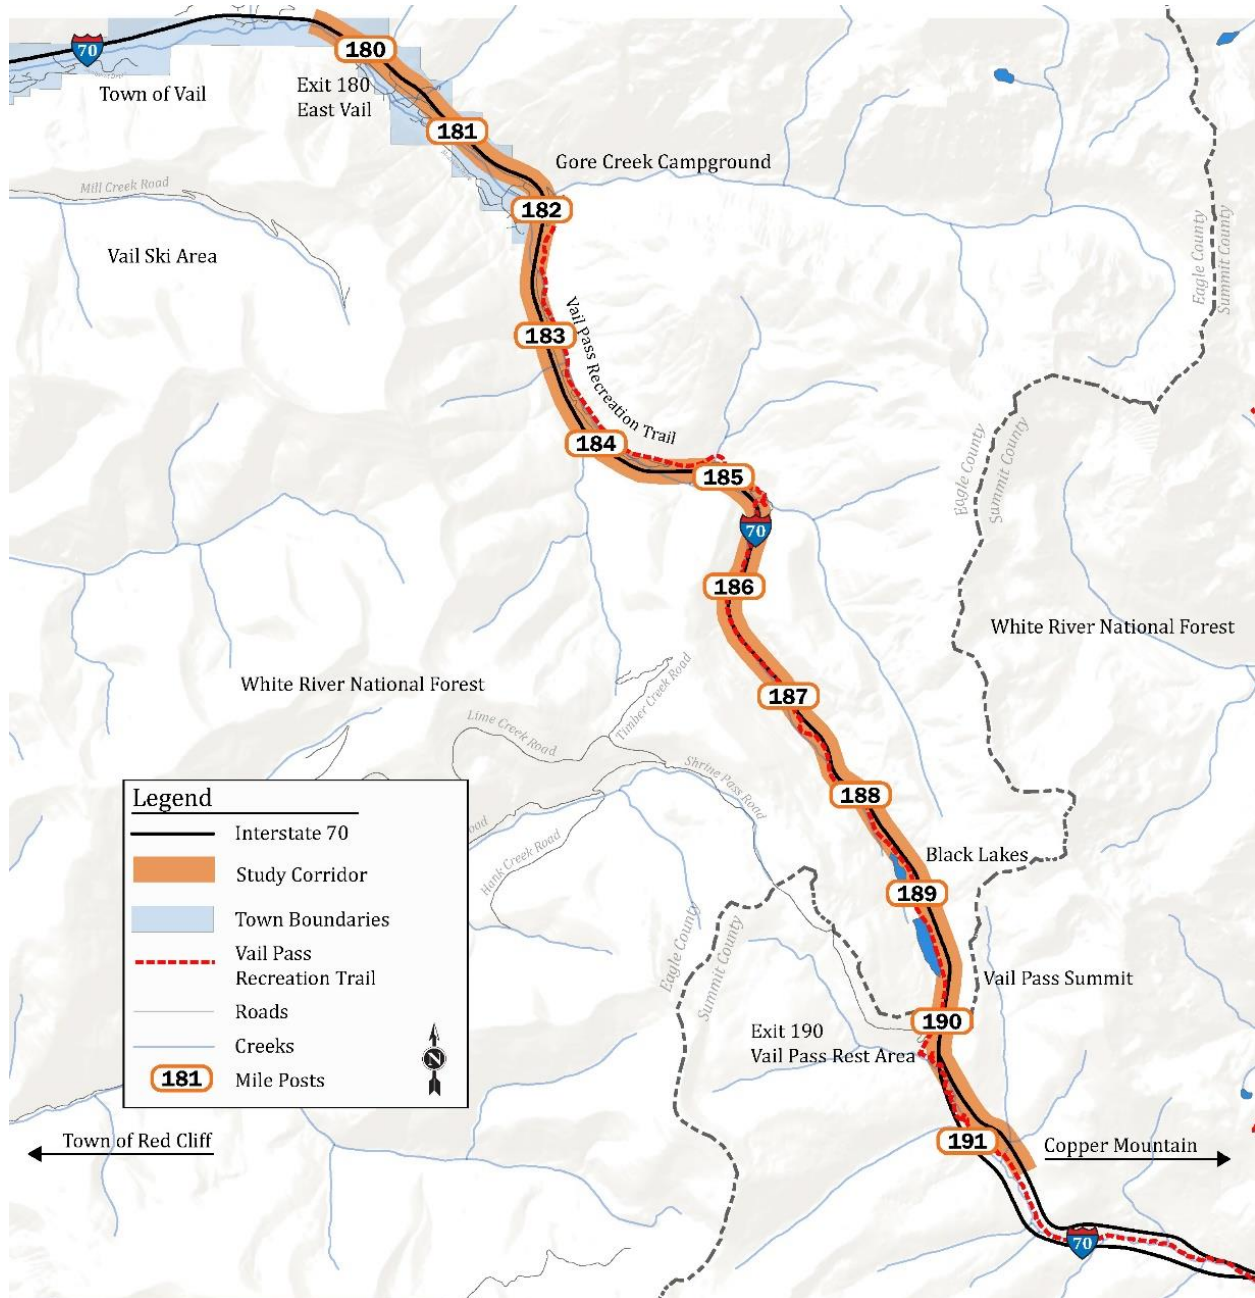 70
180
Town of Vail
Exit 180
East Vail
181
Gore Creek Campground
Mill Creek Road
182
Vail Ski Area
Eagle County
Summit County
183
Vail Pass Recreation Trail
184
185
Eagle County
Summit County
70
186
White River National Forest
White River National Forest
187
Timber Creek Road
Lime Creek Road
Shrine Pass Road
188
Black Lakes
189
Hank Creek Road
oad
Eagle County
Summit County
Vail Pass Summit
190
Exit 190
Vail Pass Rest Area
191
Copper Mountain
70
Legend
Interstate 70
Study Corridor
Town Boundaries
Vail Pass
Recreation Trail
Roads
Creeks
N
181
Mile Posts
Town of Red Cliff